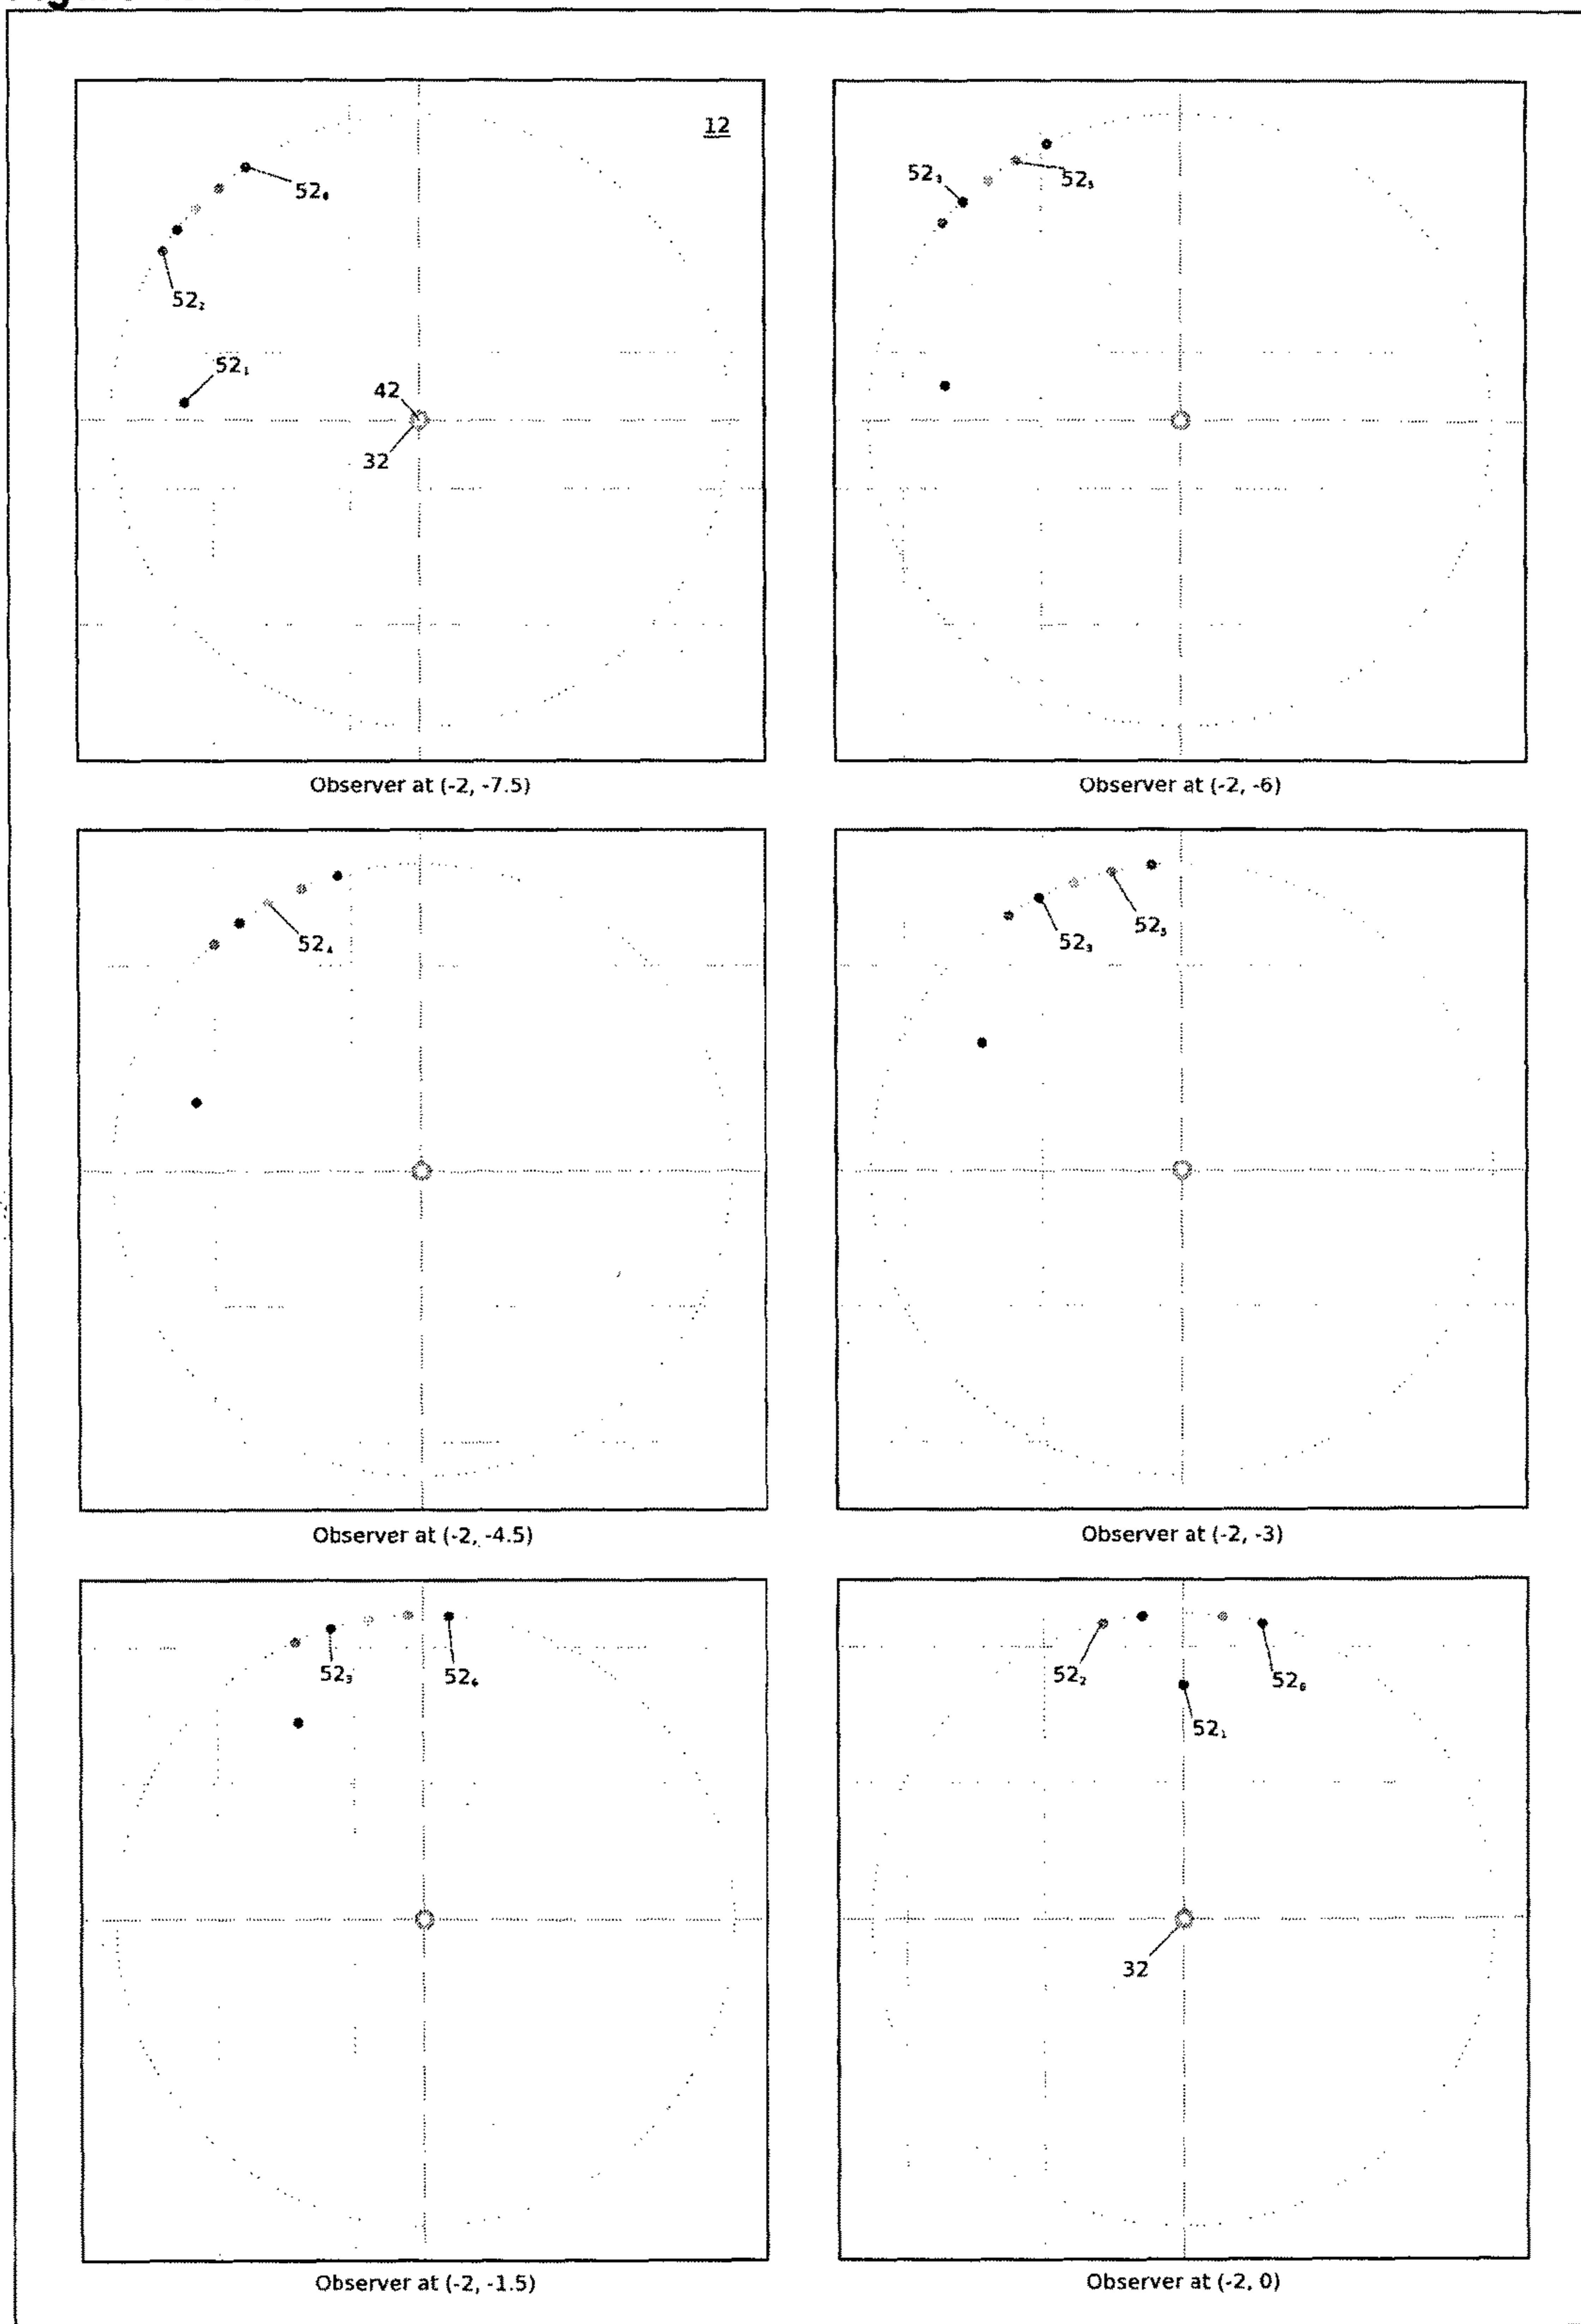 12
52₆
52₂
52₁
42
32
Observer at (-2, -7.5)
52₃
52₅
Observer at (-2, -6)
52₄
Observer at (-2, -4.5)
52₅
52₃
Observer at (-2, -3)
52₃
52₆
Observer at (-2, -1.5)
52₂
52₆
52₁
32
Observer at (-2, 0)